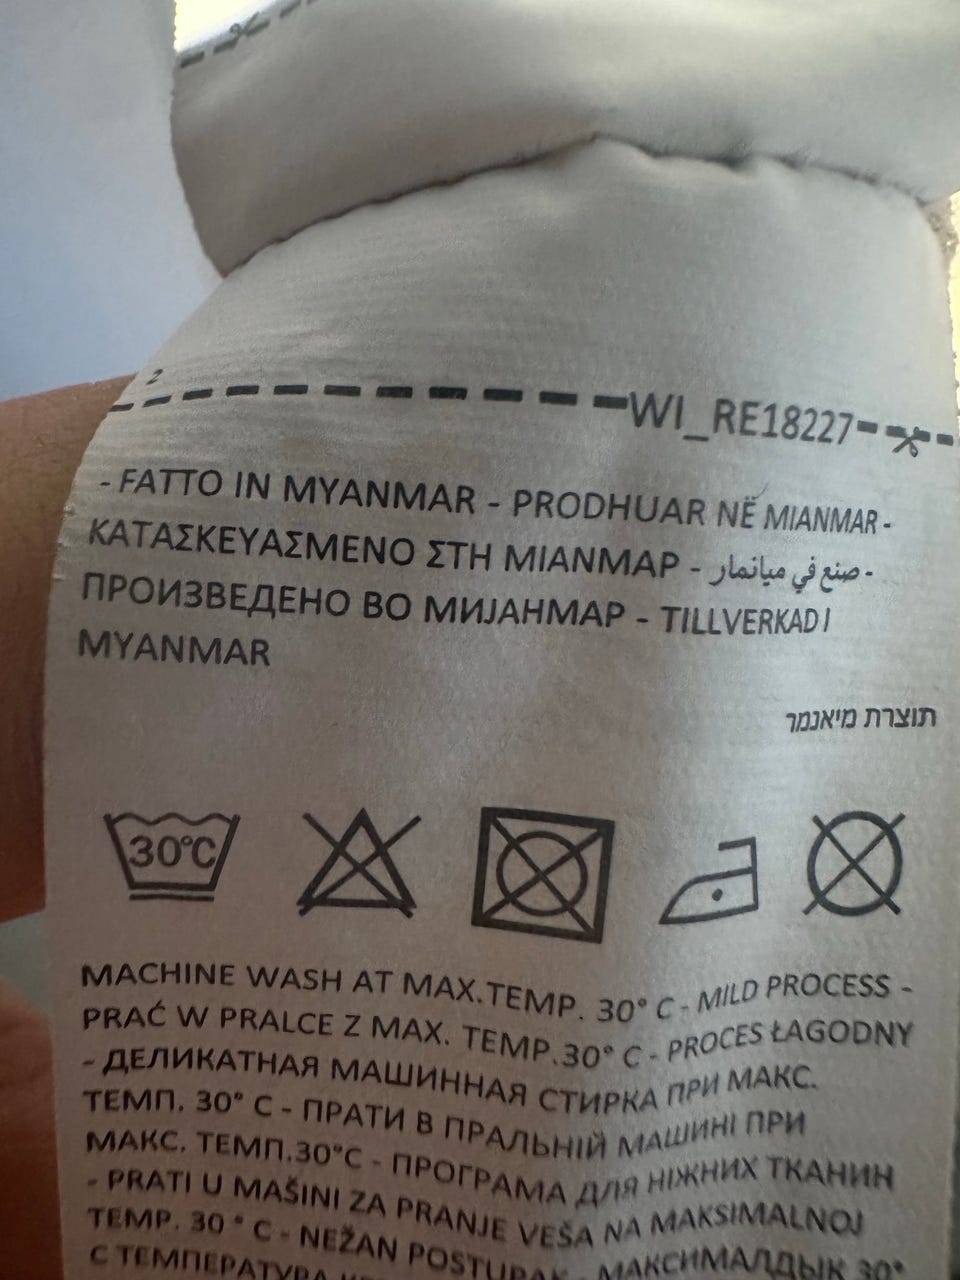 2
WI_RE18227
- FATTO IN MYANMAR - PRODHUAR NË MIANMAR -
ΚΑΤΑΣΚΕΥΑΣΜΕΝΟ ΣΤΗ ΜΙΑΝΜΑΡ - صنع في ميانمار -
ПРОИЗВЕДЕНО ВО МИЈАНМАР - TILLVERKAD I
MYANMAR
תוצרת מיאנמר
30°C
MACHINE WASH AT MAX.TEMP. 30° C - MILD PROCESS -
PRAĆ W PRALCE Z MAX. TEMP.30° C - PROCES ŁAGODNY
- ДЕЛИКАТНАЯ МАШИННАЯ СТИРКА ПРИ МАКС.
ТЕМП. 30° С - ПРАТИ В ПРАЛЬНІЙ МАШИНІ ПРИ
МАКС. ТЕМП.30°С - ПРОГРАМА ДЛЯ НІЖНИХ ТКАНИН
- PRATI U MAŠINI ZA PRANJE VEŠA NA MAKSIMALNOJ
TEMP. 30 ° C - NEŽAN POSTUPAK - МАКСИМАЛДЫК 30°
С ТЕМПЕРАТУРА